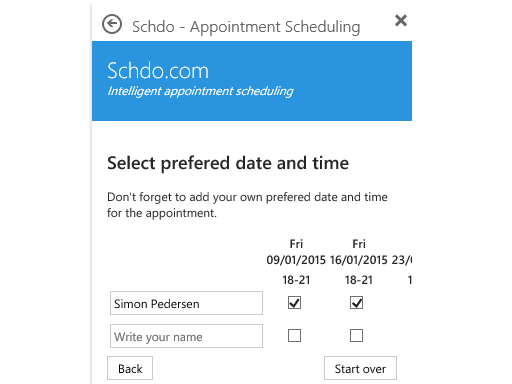 Schdo - Appointment Scheduling
Schdo.com
Intelligent appointment scheduling
Select prefered date and time
Don't forget to add your own prefered date and time
for the appointment.
Fri Fri
09/01/2015 16/01/2015 23/0
18-21 18-21 1
Simon Pedersen
Write your name
Back Start over